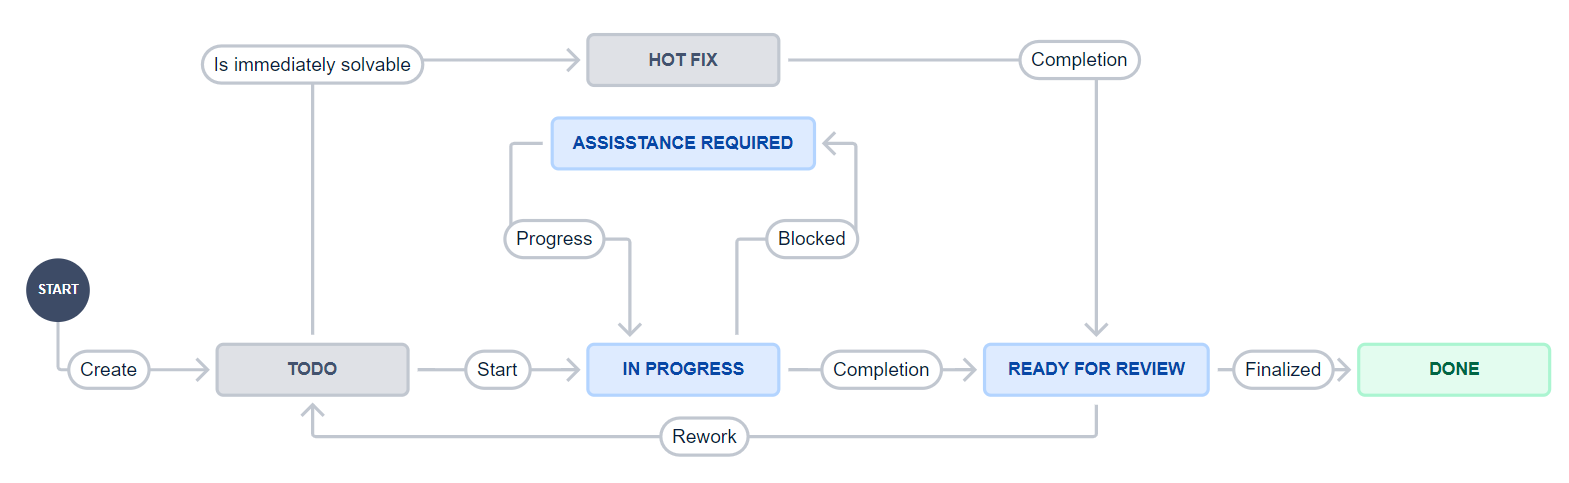 Is immediately solvable
HOT FIX
Completion
ASSISSTANCE REQUIRED
Progress
Blocked
START
Create
TODO
Start
IN PROGRESS
Completion
READY FOR REVIEW
Finalized
DONE
Rework